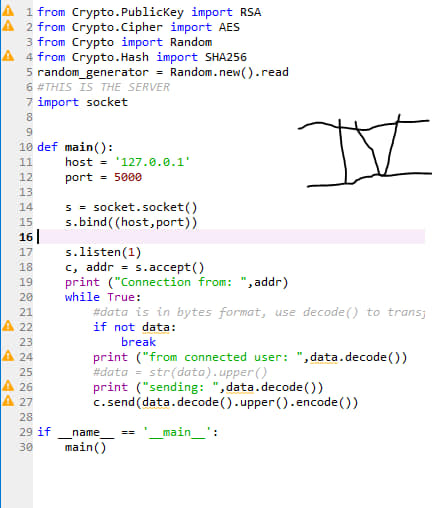 1 from Crypto.PublicKey import RSA
2 from Crypto.Cipher import AES
3 from Crypto import Random
4 from Crypto.Hash import SHA256
5 random_generator = Random.new().read
6 #THIS IS THE SERVER
7 import socket
8
9
10 def main():
11     host = '127.0.0.1'
12     port = 5000
IV
13
14     s = socket.socket()
15     s.bind((host,port))
16
17     s.listen(1)
18     c, addr = s.accept()
19     print ("Connection from: ",addr)
20     while True:
21         #data is in bytes format, use decode() to transf
22         if not data:
23             break
24         print ("from connected user: ",data.decode())
25         #data = str(data).upper()
26         print ("sending: ",data.decode())
27         c.send(data.decode().upper().encode())
28
29 if __name__ == '__main__':
30     main()